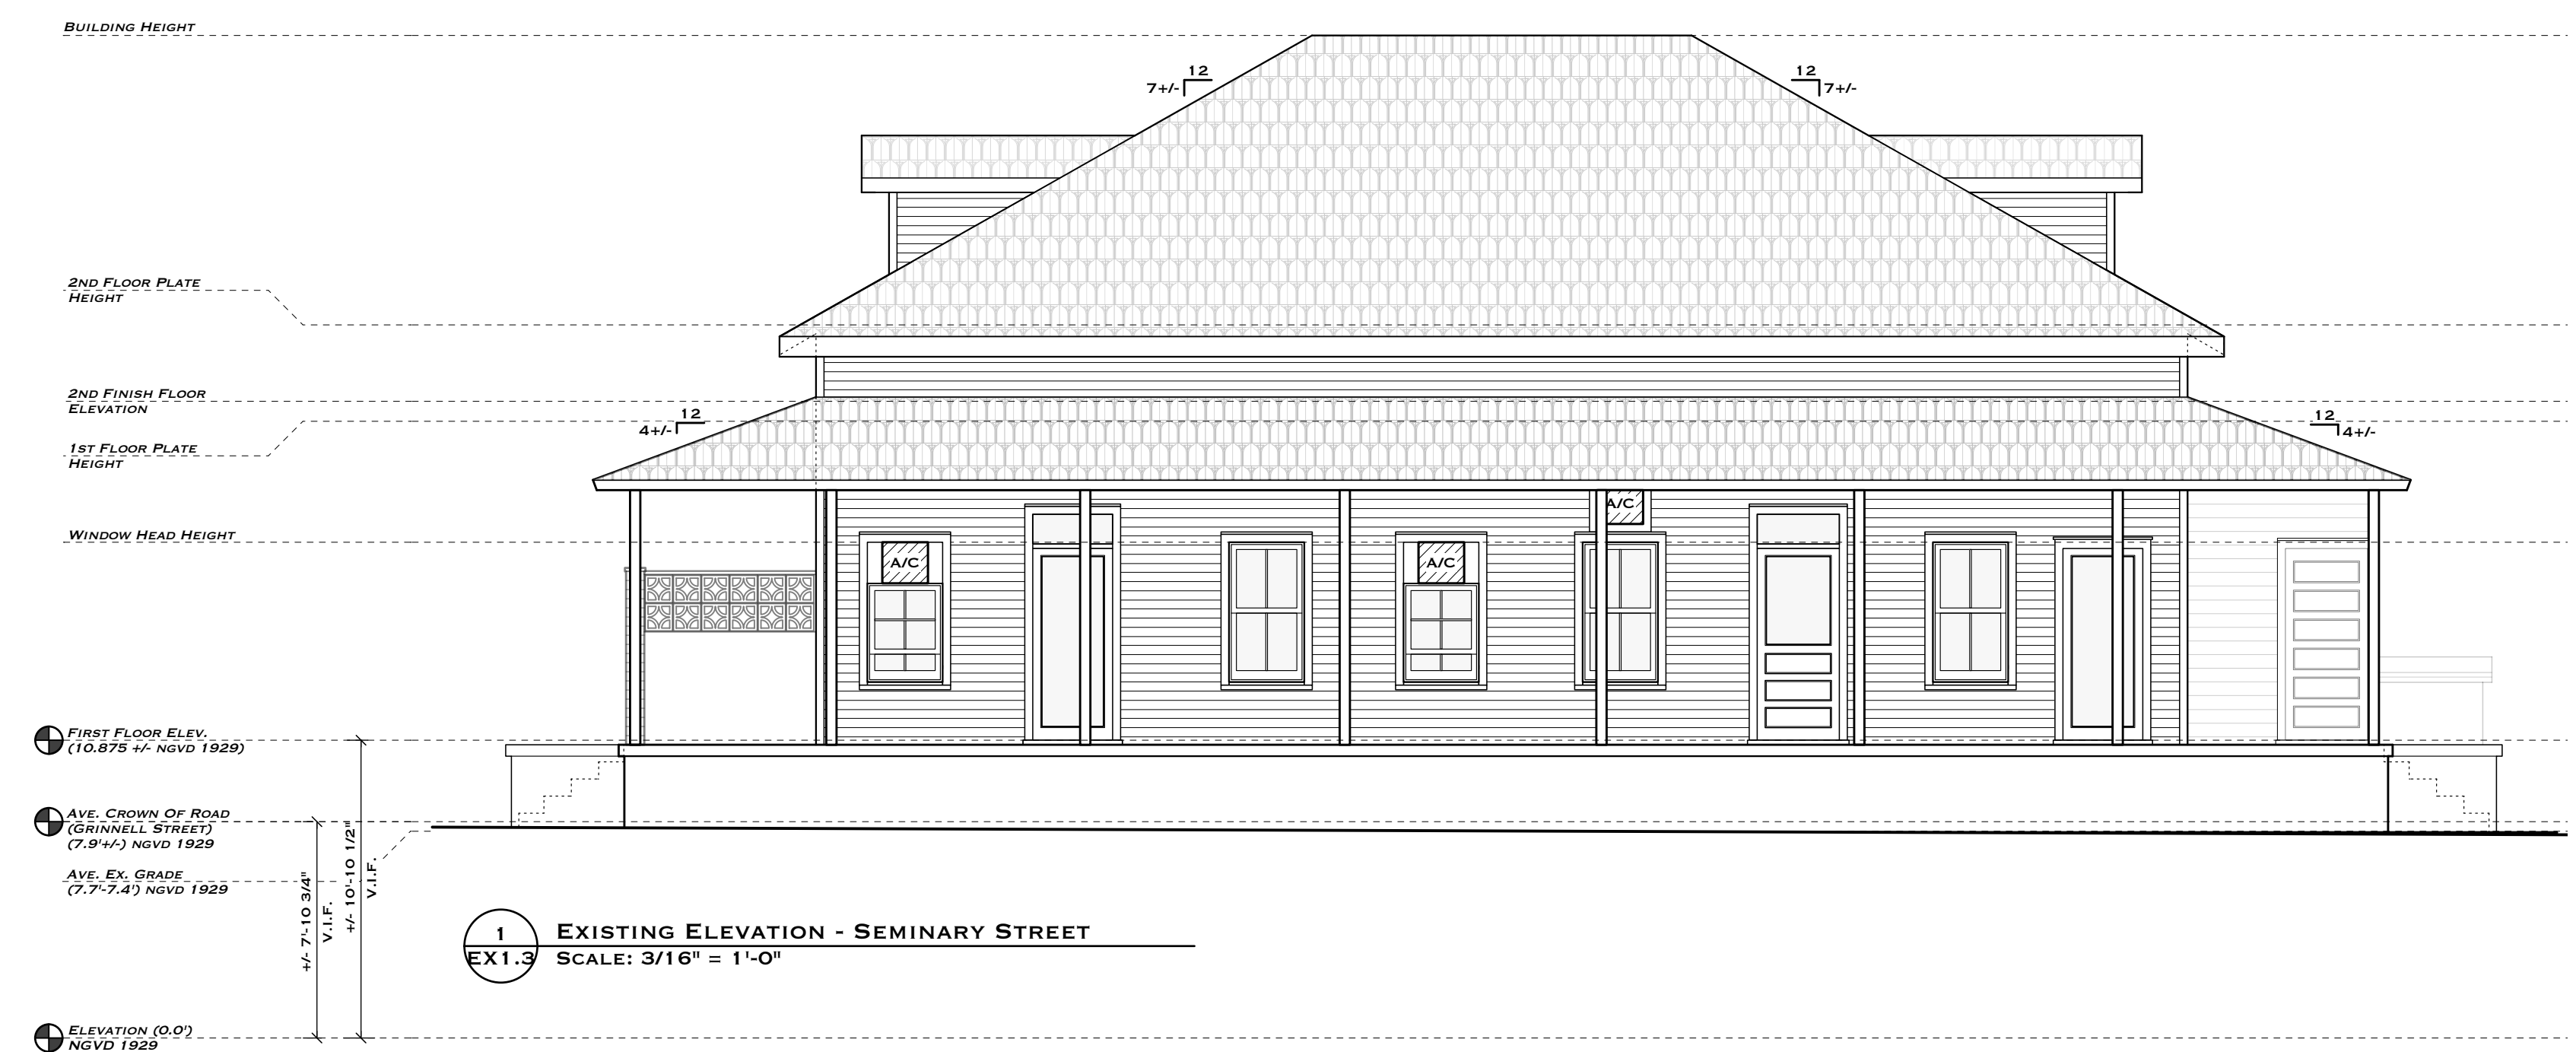 BUILDING HEIGHT
12
7+/-
12
7+/-
2ND FLOOR PLATE
HEIGHT
2ND FINISH FLOOR
ELEVATION
12
4+/-
12
4+/-
1ST FLOOR PLATE
HEIGHT
A/C
WINDOW HEAD HEIGHT
A/C
A/C
FIRST FLOOR ELEV.
(10.875 +/- NGVD 1929)
AVE. CROWN OF ROAD
(GRINNELL STREET)
(7.9'+/-) NGVD 1929
AVE. EX. GRADE
(7.7'-7.4') NGVD 1929
+/- 7'-10 3/4"
V.I.F.
+/- 10'-10 1/2"
V.I.F.
1
EX1.3
EXISTING ELEVATION - SEMINARY STREET
SCALE: 3/16" = 1'-0"
ELEVATION (0.0')
NGVD 1929